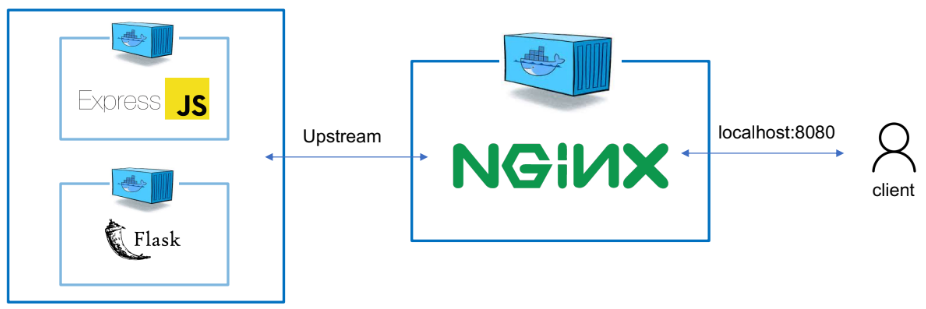 Express JS
Flask
Upstream
NGINX
localhost:8080
client